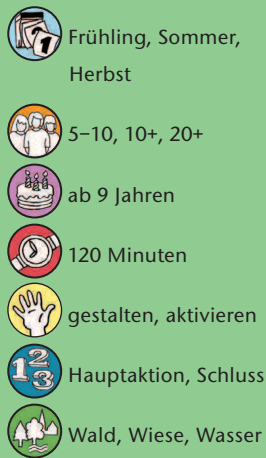 Frühling, Sommer,
Herbst
5–10, 10+, 20+
ab 9 Jahren
120 Minuten
gestalten, aktivieren
123
Hauptaktion, Schluss
Wald, Wiese, Wasser